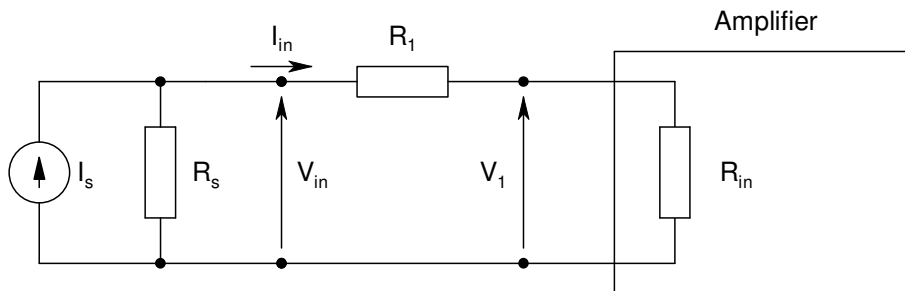 Amplifier
I_in
R_1
I_s
R_s
V_in
V_1
R_in